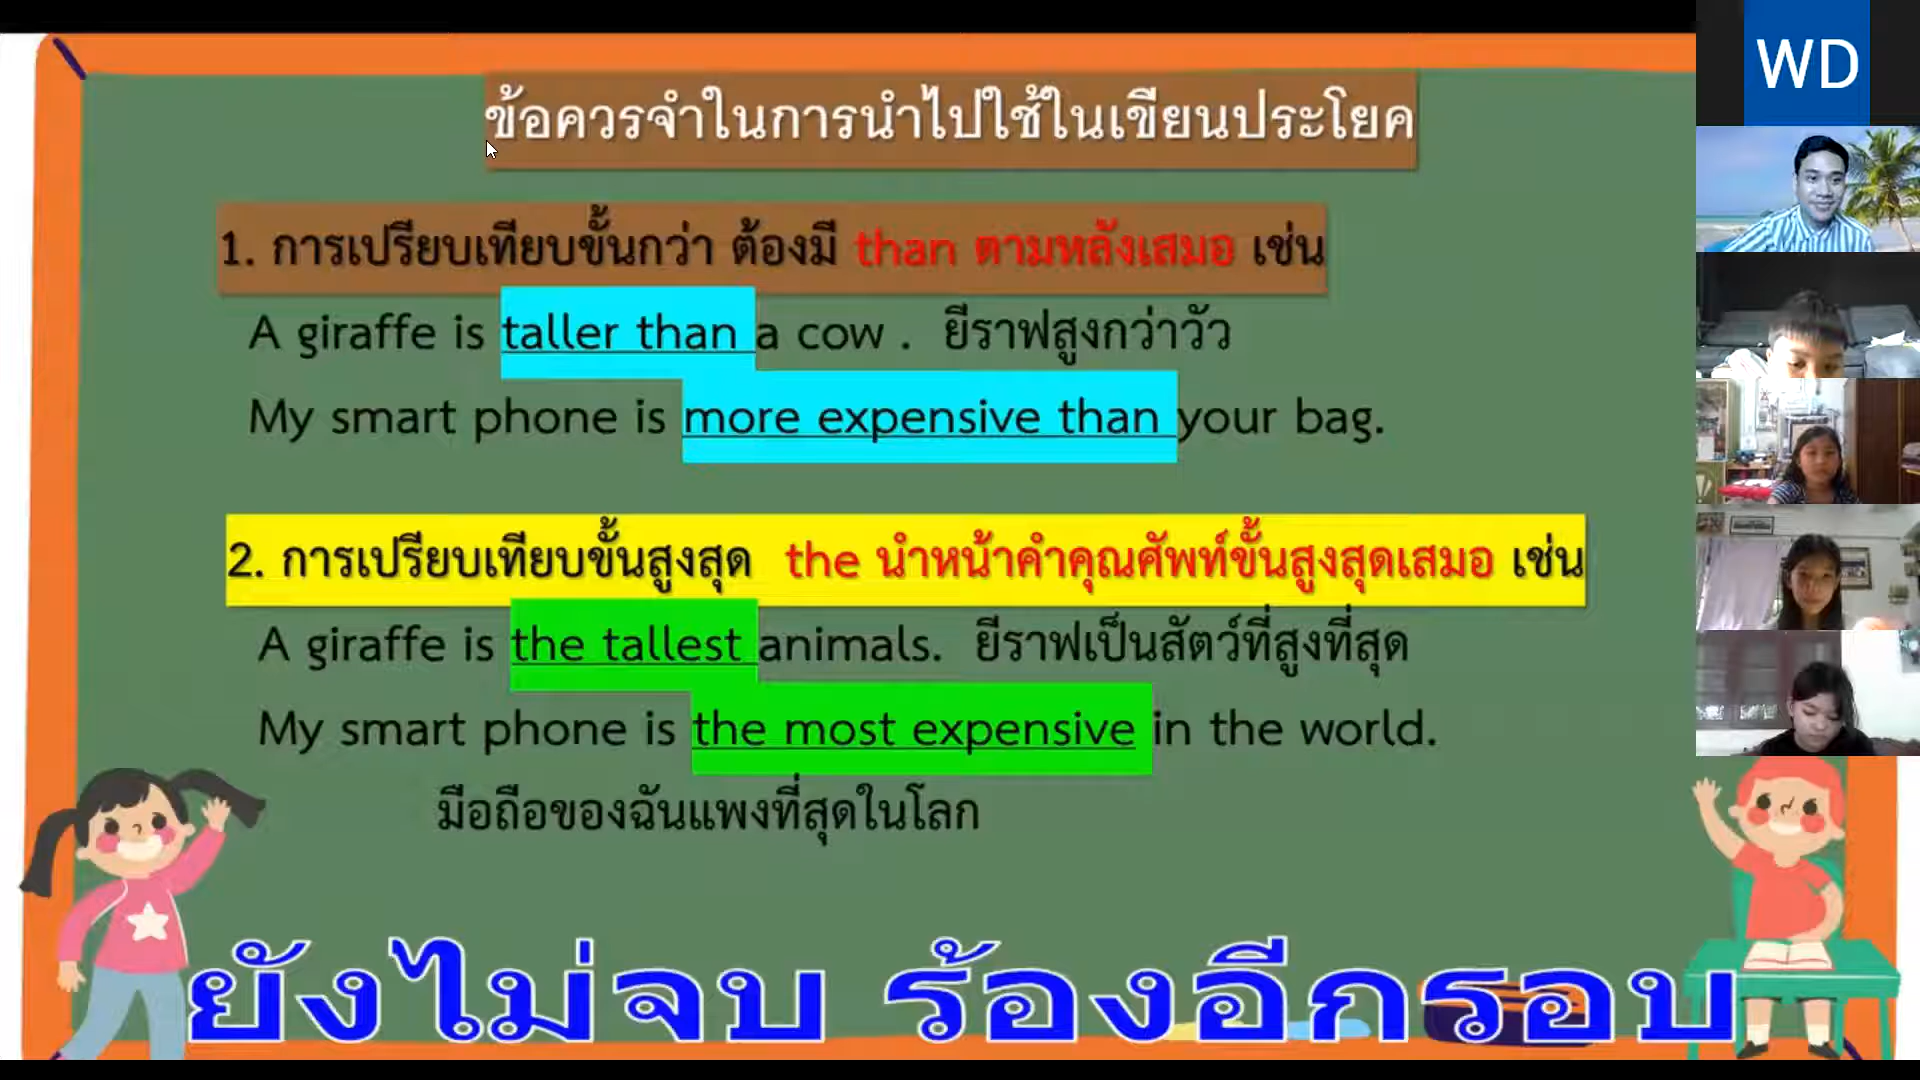 ข้อควรจำในการนำไปใช้ในเขียนประโยค
1. การเปรียบเทียบขั้นกว่า ต้องมี than ตามหลังเสมอ เช่น
A giraffe is taller than a cow . ยีราฟสูงกว่าวัว
My smart phone is more expensive than your bag.
2. การเปรียบเทียบขั้นสูงสุด the นำหน้าคำคุณศัพท์ขั้นสูงสุดเสมอ เช่น
A giraffe is the tallest animals. ยีราฟเป็นสัตว์ที่สูงที่สุด
My smart phone is the most expensive in the world.
มือถือของฉันแพงที่สุดในโลก
ยังไม่จบ ร้องอีกรอบ
WD